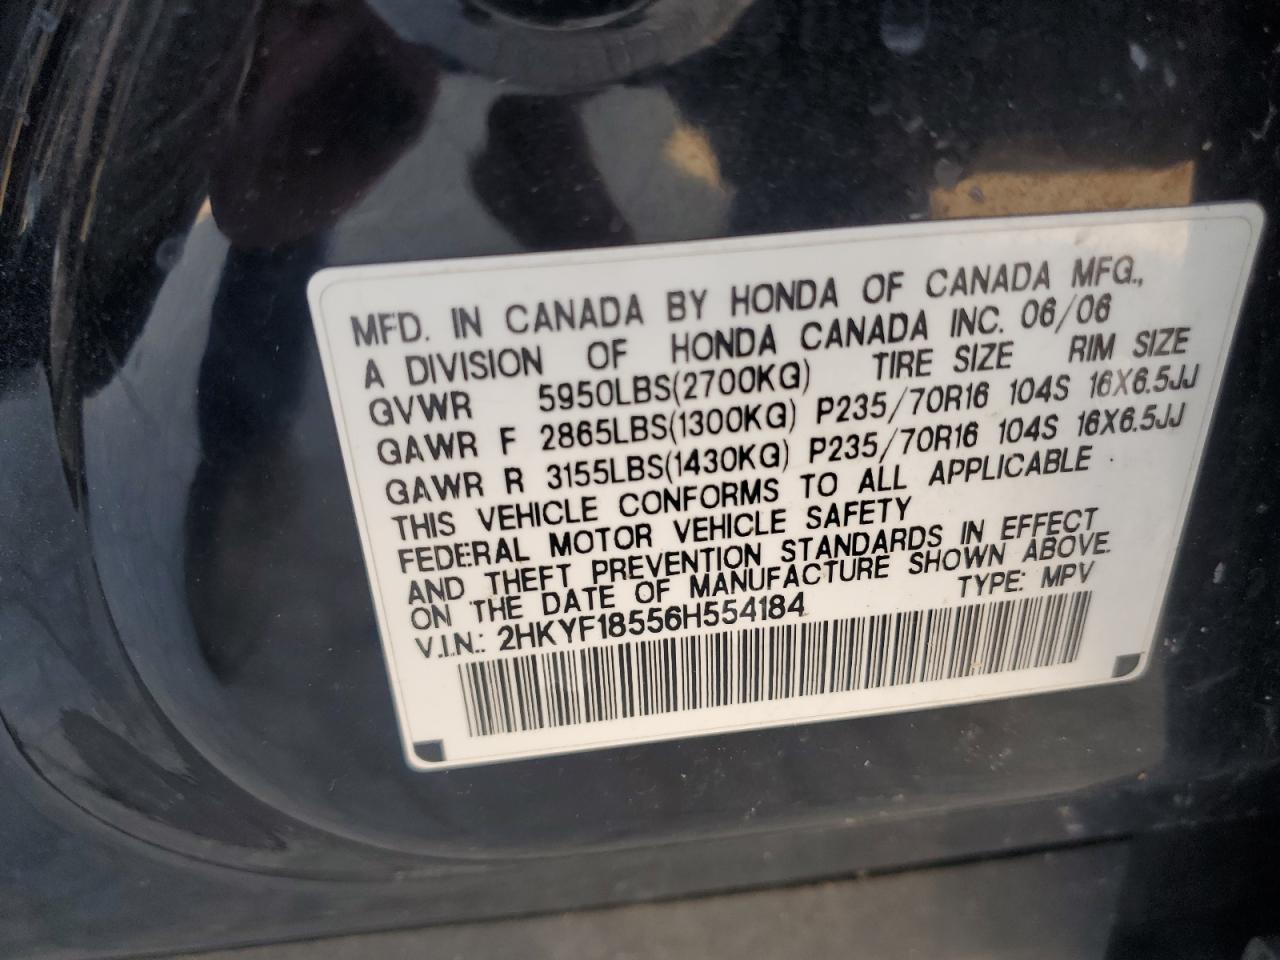 MFD. IN CANADA BY HONDA OF CANADA MFG.,
A DIVISION OF HONDA CANADA INC. 06/06
GVWR 5950LBS(2700KG) TIRE SIZE RIM SIZE
GAWR F 2865LBS(1300KG) P235/70R16 104S 16X6.5JJ
GAWR R 3155LBS(1430KG) P235/70R16 104S 16X6.5JJ
THIS VEHICLE CONFORMS TO ALL APPLICABLE
FEDERAL MOTOR VEHICLE SAFETY
AND THEFT PREVENTION STANDARDS IN EFFECT
ON THE DATE OF MANUFACTURE SHOWN ABOVE.
V.I.N.: 2HKYF18556H554184 TYPE: MPV